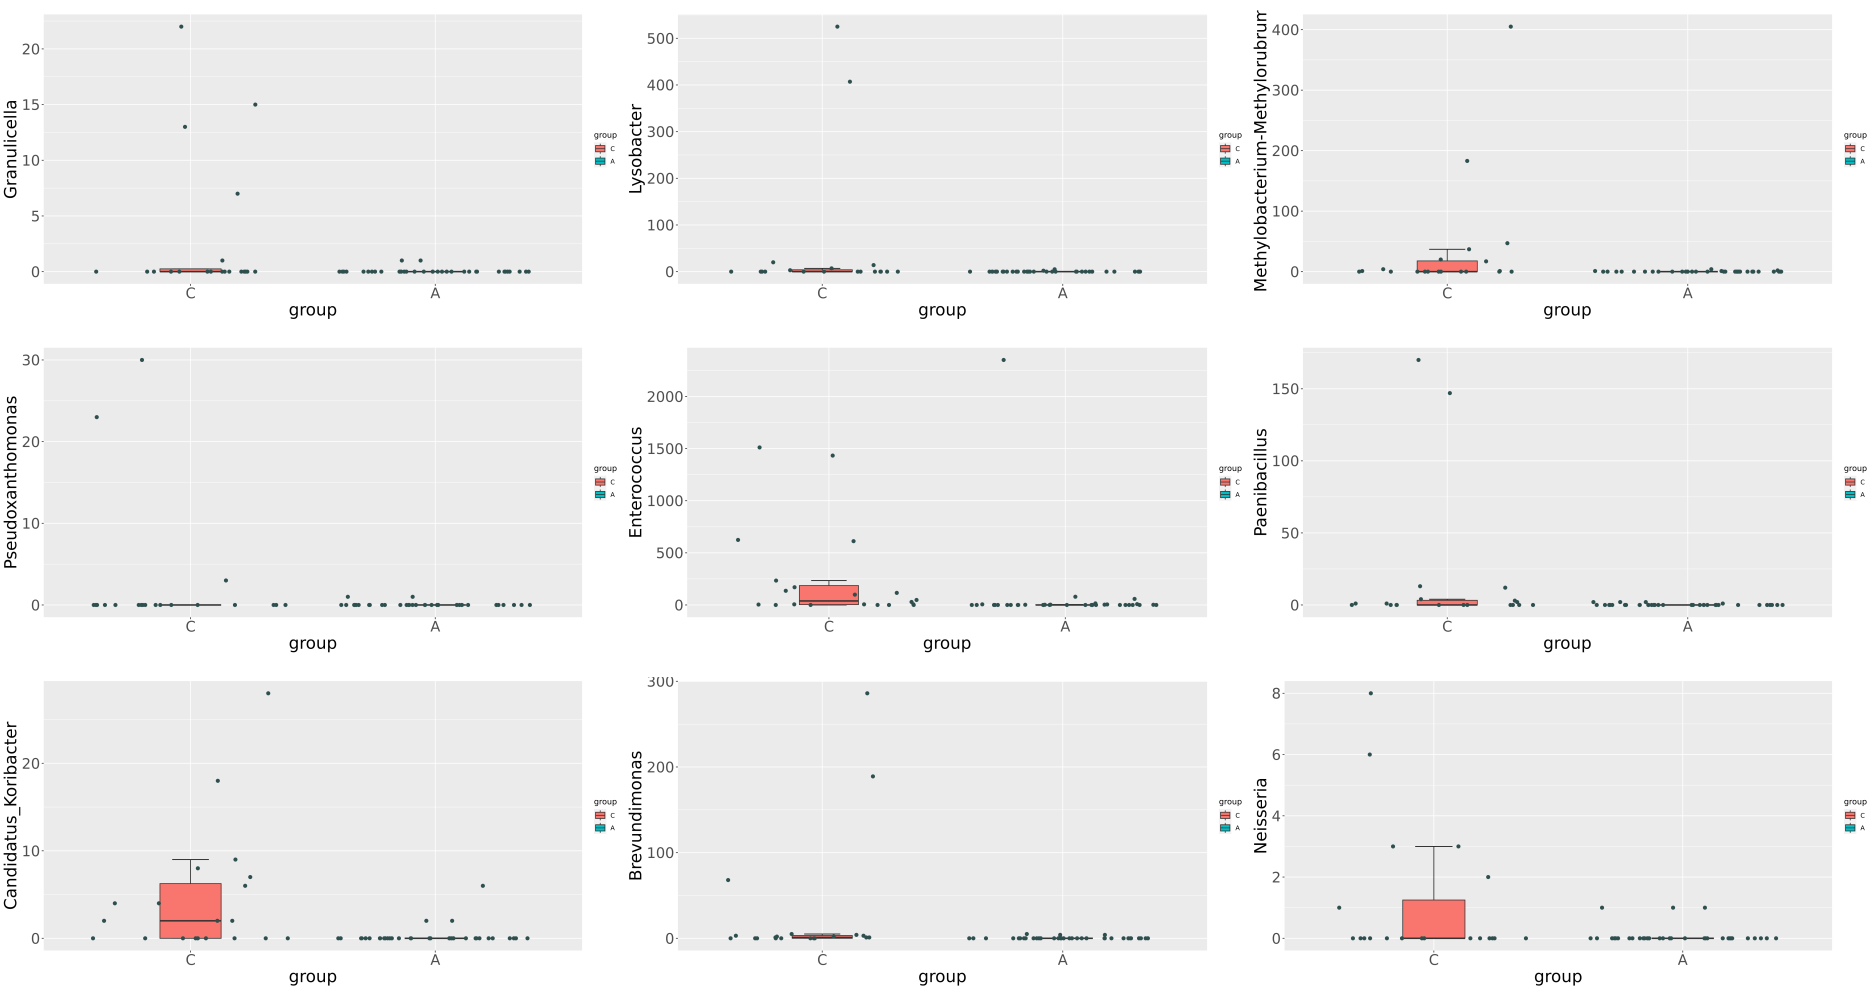 Granulicella
20
15
10
5
0
C
A
group
group
C
A
Lysobacter
500
400
300
200
100
0
C
A
group
group
C
A
Methylobacterium-Methylorubrum
400
300
200
100
0
C
A
group
group
C
A
Pseudoxanthomonas
30
20
10
0
C
A
group
group
C
A
Enterococcus
2000
1500
1000
500
0
C
A
group
group
C
A
Paenibacillus
150
100
50
0
C
A
group
group
C
A
Candidatus_Koribacter
20
10
0
C
A
group
group
C
A
Brevundimonas
300
200
100
0
C
A
group
group
C
A
Neisseria
8
6
4
2
0
C
A
group
group
C
A